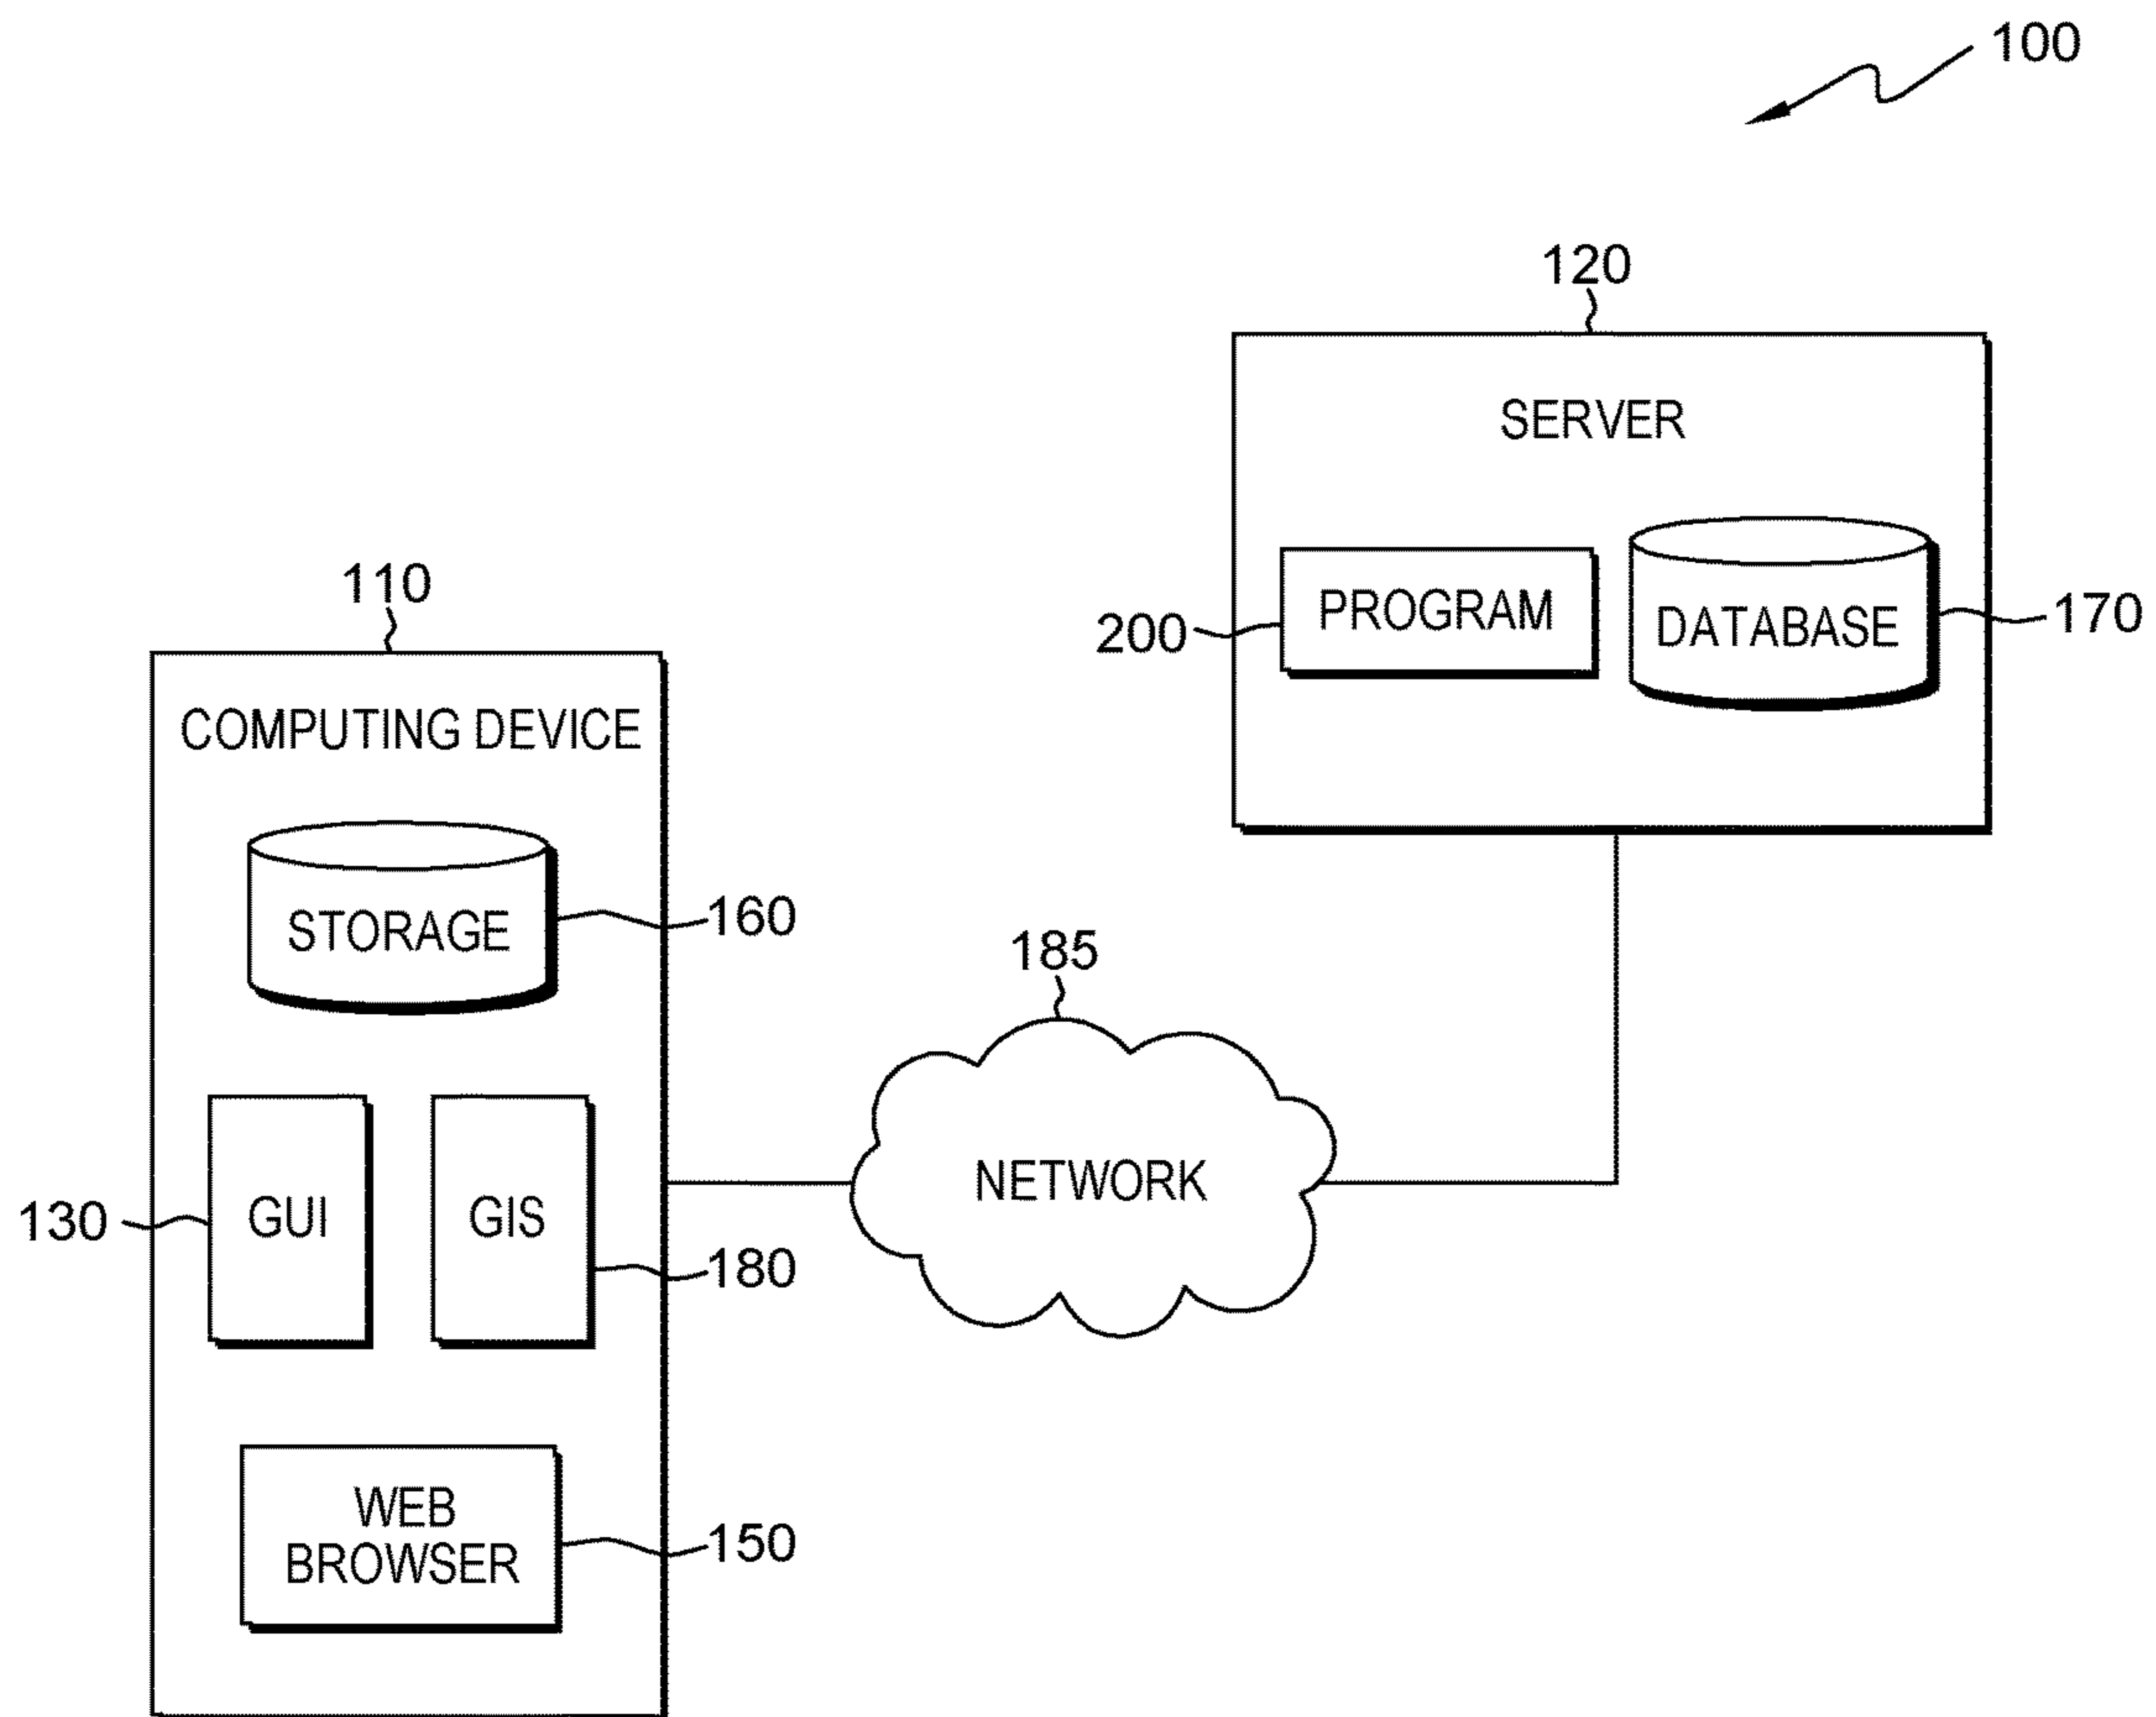 100
120
SERVER
PROGRAM
DATABASE
200
170
110
COMPUTING DEVICE
STORAGE
160
185
NETWORK
GUI
GIS
130
180
WEB
BROWSER
150